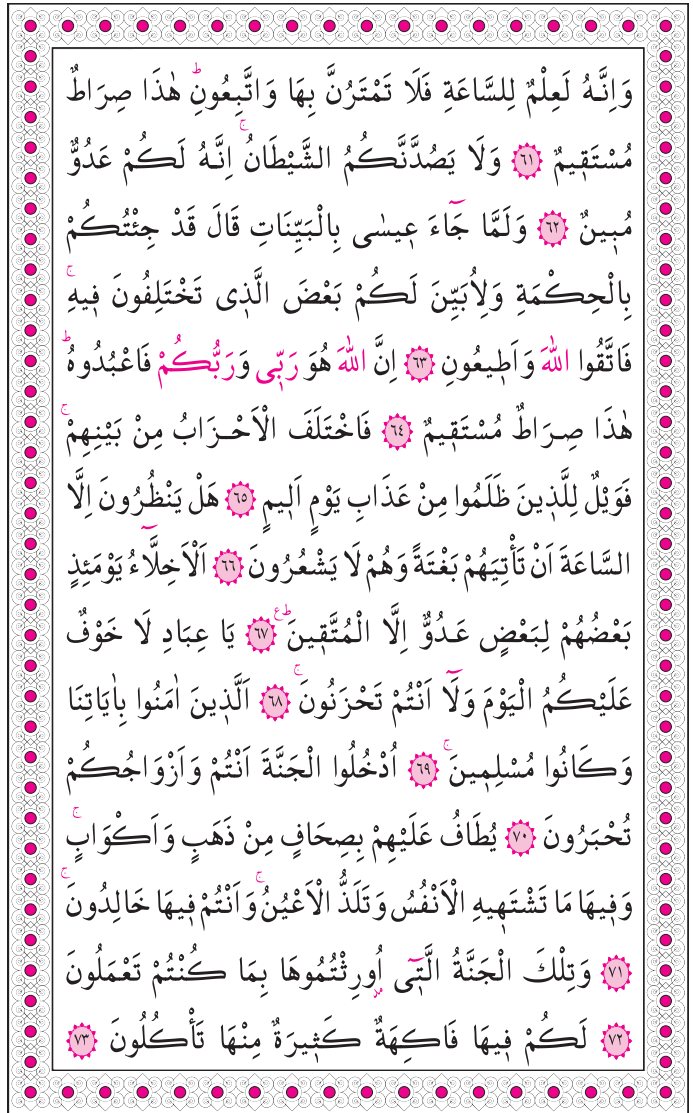 وَاِنَّهُ لَعِلْمٌ لِلسَّاعَةِ فَلَا تَمْتَرُنَّ بِهَا وَاتَّبِعُونِۜ هٰذَا صِرَاطٌ
مُسْتَقٖيمٌ ﴿٦١﴾ وَلَا يَصُدَّنَّكُمُ الشَّيْطَانُۚ اِنَّهُ لَكُمْ عَدُوٌّ
مُبٖينٌ ﴿٦٢﴾ وَلَمَّا جَٓاءَ عٖيسٰى بِالْبَيِّنَاتِ قَالَ قَدْ جِئْتُكُمْ
بِالْحِكْمَةِ وَلِاُبَيِّنَ لَكُمْ بَعْضَ الَّذٖى تَخْتَلِفُونَ فٖيهِۚ
فَاتَّقُوا اللّٰهَ وَاَطٖيعُونِ ﴿٦٣﴾ اِنَّ اللّٰهَ هُوَ رَبّٖى وَرَبُّكُمْ فَاعْبُدُوهُۜ
هٰذَا صِرَاطٌ مُسْتَقٖيمٌ ﴿٦٤﴾ فَاخْتَلَفَ الْاَحْزَابُ مِنْ بَيْنِهِمْۚ
فَوَيْلٌ لِلَّذٖينَ ظَلَمُوا مِنْ عَذَابِ يَوْمٍ اَلٖيمٍ ﴿٦٥﴾ هَلْ يَنْظُرُونَ اِلَّا
السَّاعَةَ اَنْ تَأْتِيَهُمْ بَغْتَةً وَهُمْ لَا يَشْعُرُونَ ﴿٦٦﴾ اَلْاَخِلَّٓاءُ يَوْمَئِذٍ
بَعْضُهُمْ لِبَعْضٍ عَدُوٌّ اِلَّا الْمُتَّقٖينَۜ ع ﴿٦٧﴾ يَا عِبَادِ لَا خَوْفٌ
عَلَيْكُمُ الْيَوْمَ وَلَٓا اَنْتُمْ تَحْزَنُونَۚ ﴿٦٨﴾ اَلَّذٖينَ اٰمَنُوا بِاٰيَاتِنَا
وَكَانُوا مُسْلِمٖينَۚ ﴿٦٩﴾ اُدْخُلُوا الْجَنَّةَ اَنْتُمْ وَاَزْوَاجُكُمْ
تُحْبَرُونَ ﴿٧٠﴾ يُطَافُ عَلَيْهِمْ بِصِحَافٍ مِنْ ذَهَبٍ وَاَكْوَابٍۚ
وَفٖيهَا مَا تَشْتَهٖيهِ الْاَنْفُسُ وَتَلَذُّ الْاَعْيُنُۚ وَاَنْتُمْ فٖيهَا خَالِدُونَۚ
﴿٧١﴾ وَتِلْكَ الْجَنَّةُ الَّتٖٓى اُورِثْتُمُوهَا بِمَا كُنْتُمْ تَعْمَلُونَ
﴿٧٢﴾ لَكُمْ فٖيهَا فَاكِهَةٌ كَثٖيرَةٌ مِنْهَا تَأْكُلُونَ ﴿٧٣﴾